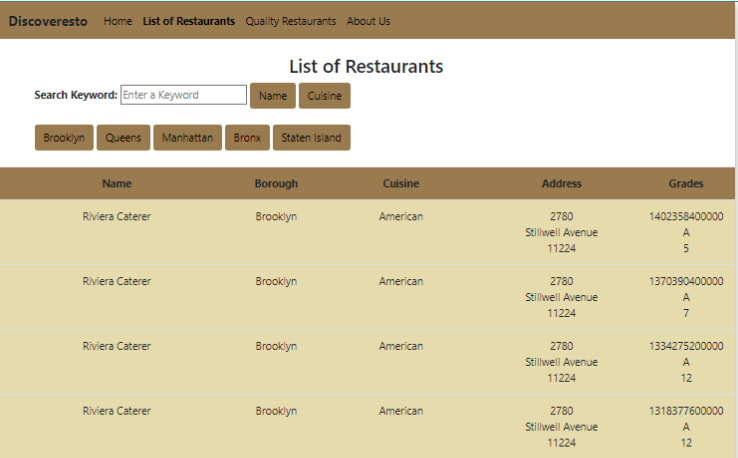 Discoveresto Home List of Restaurants Quality Restaurants About Us
List of Restaurants
Search Keyword: Enter a Keyword Name Cuisine
Brooklyn Queens Manhattan Bronx Staten Island
Name Borough Cuisine Address Grades
Riviera Caterer Brooklyn American 2780 1402358400000
Stillwell Avenue A
11224 5
Riviera Caterer Brooklyn American 2780 1370390400000
Stillwell Avenue A
11224 7
Riviera Caterer Brooklyn American 2780 1334275200000
Stillwell Avenue A
11224 12
Riviera Caterer Brooklyn American 2780 1318377600000
Stillwell Avenue A
11224 12